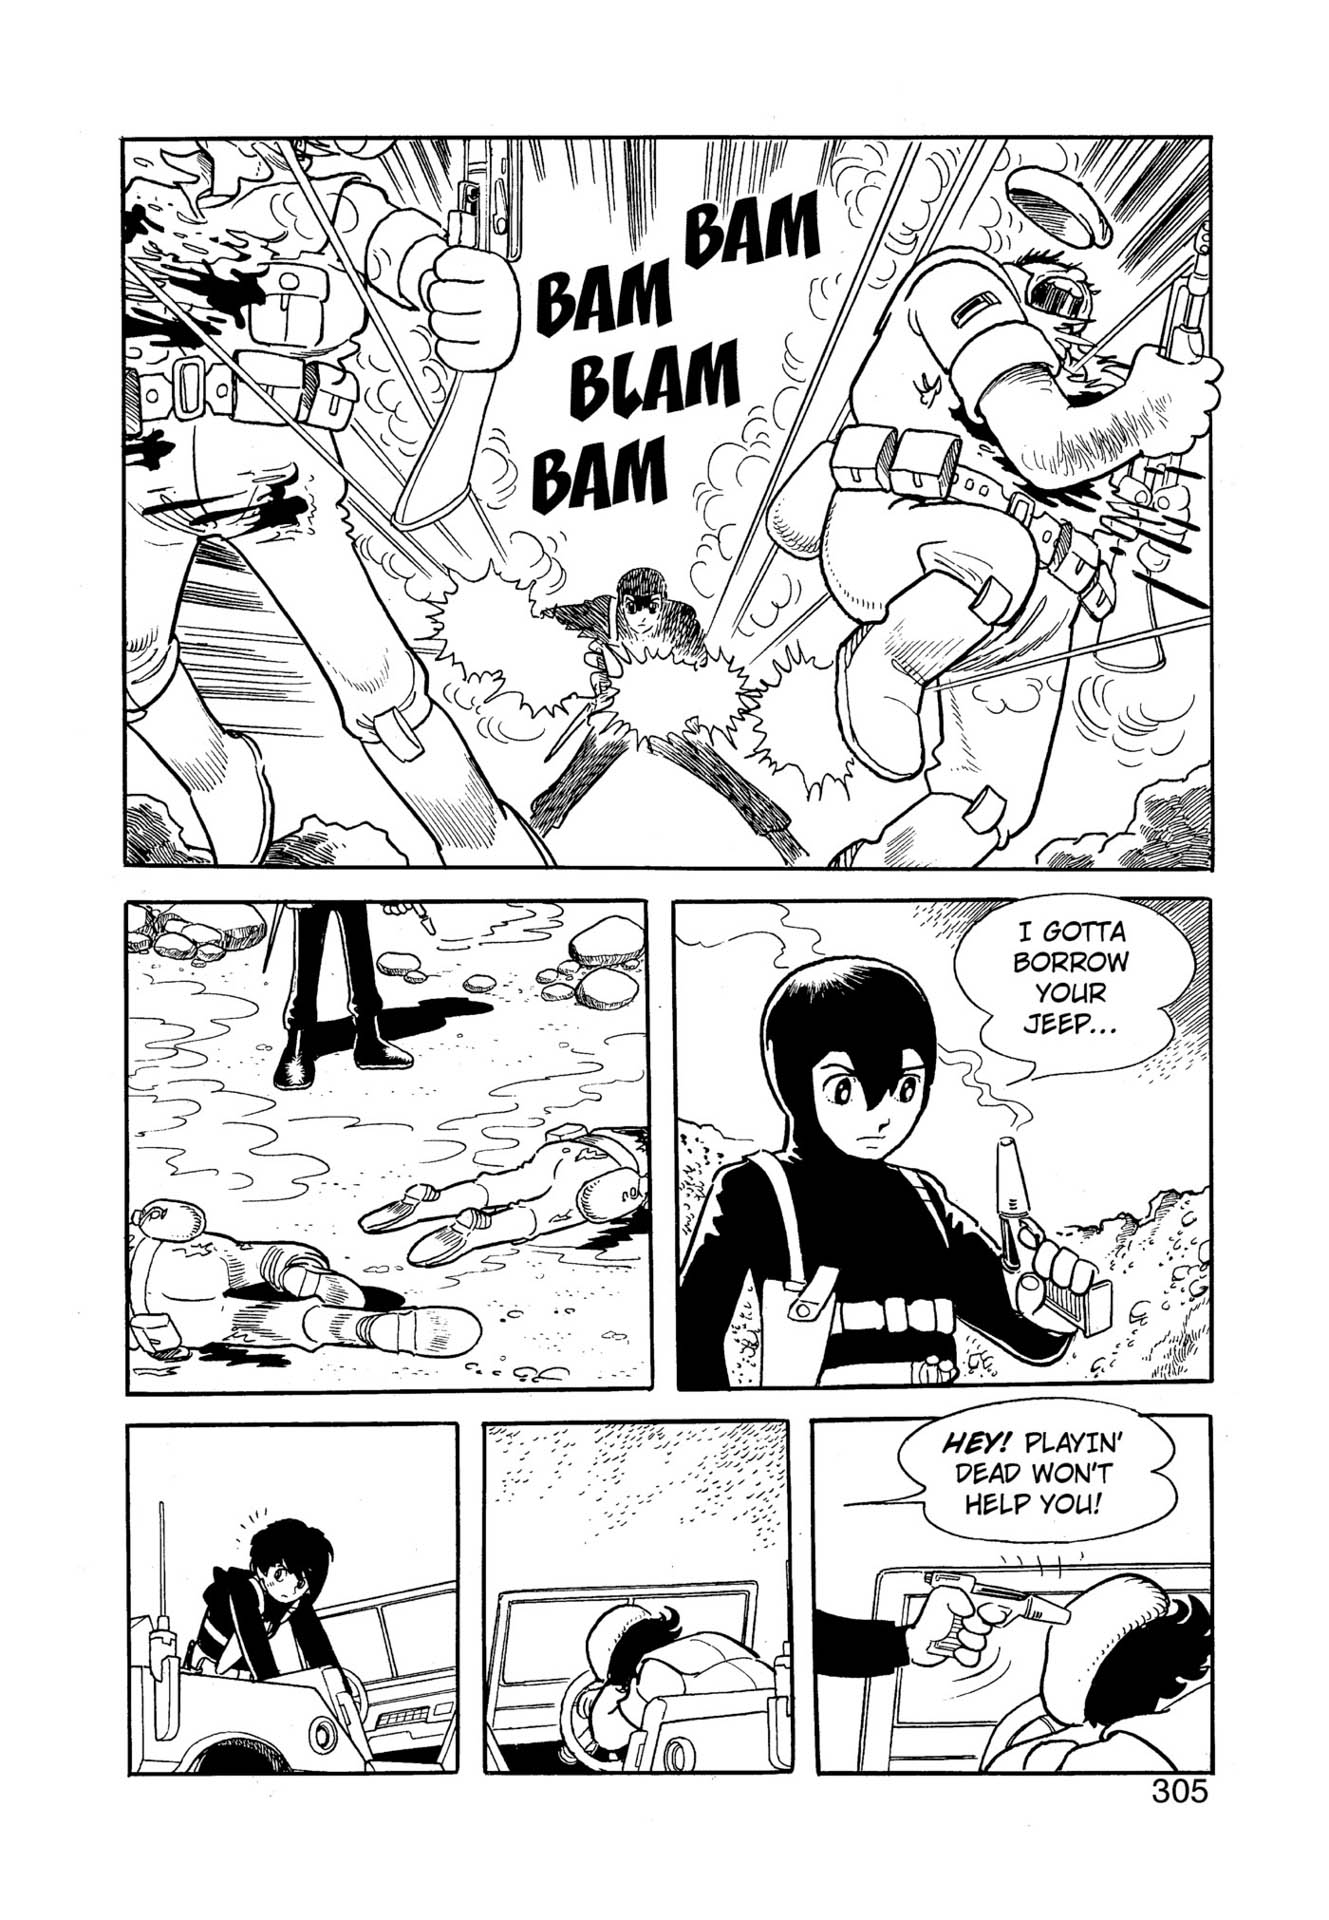 BAM
BAM
BLAM
BAM
I GOTTA
BORROW
YOUR
JEEP...
HEY! PLAYIN'
DEAD WON'T
HELP YOU!
305